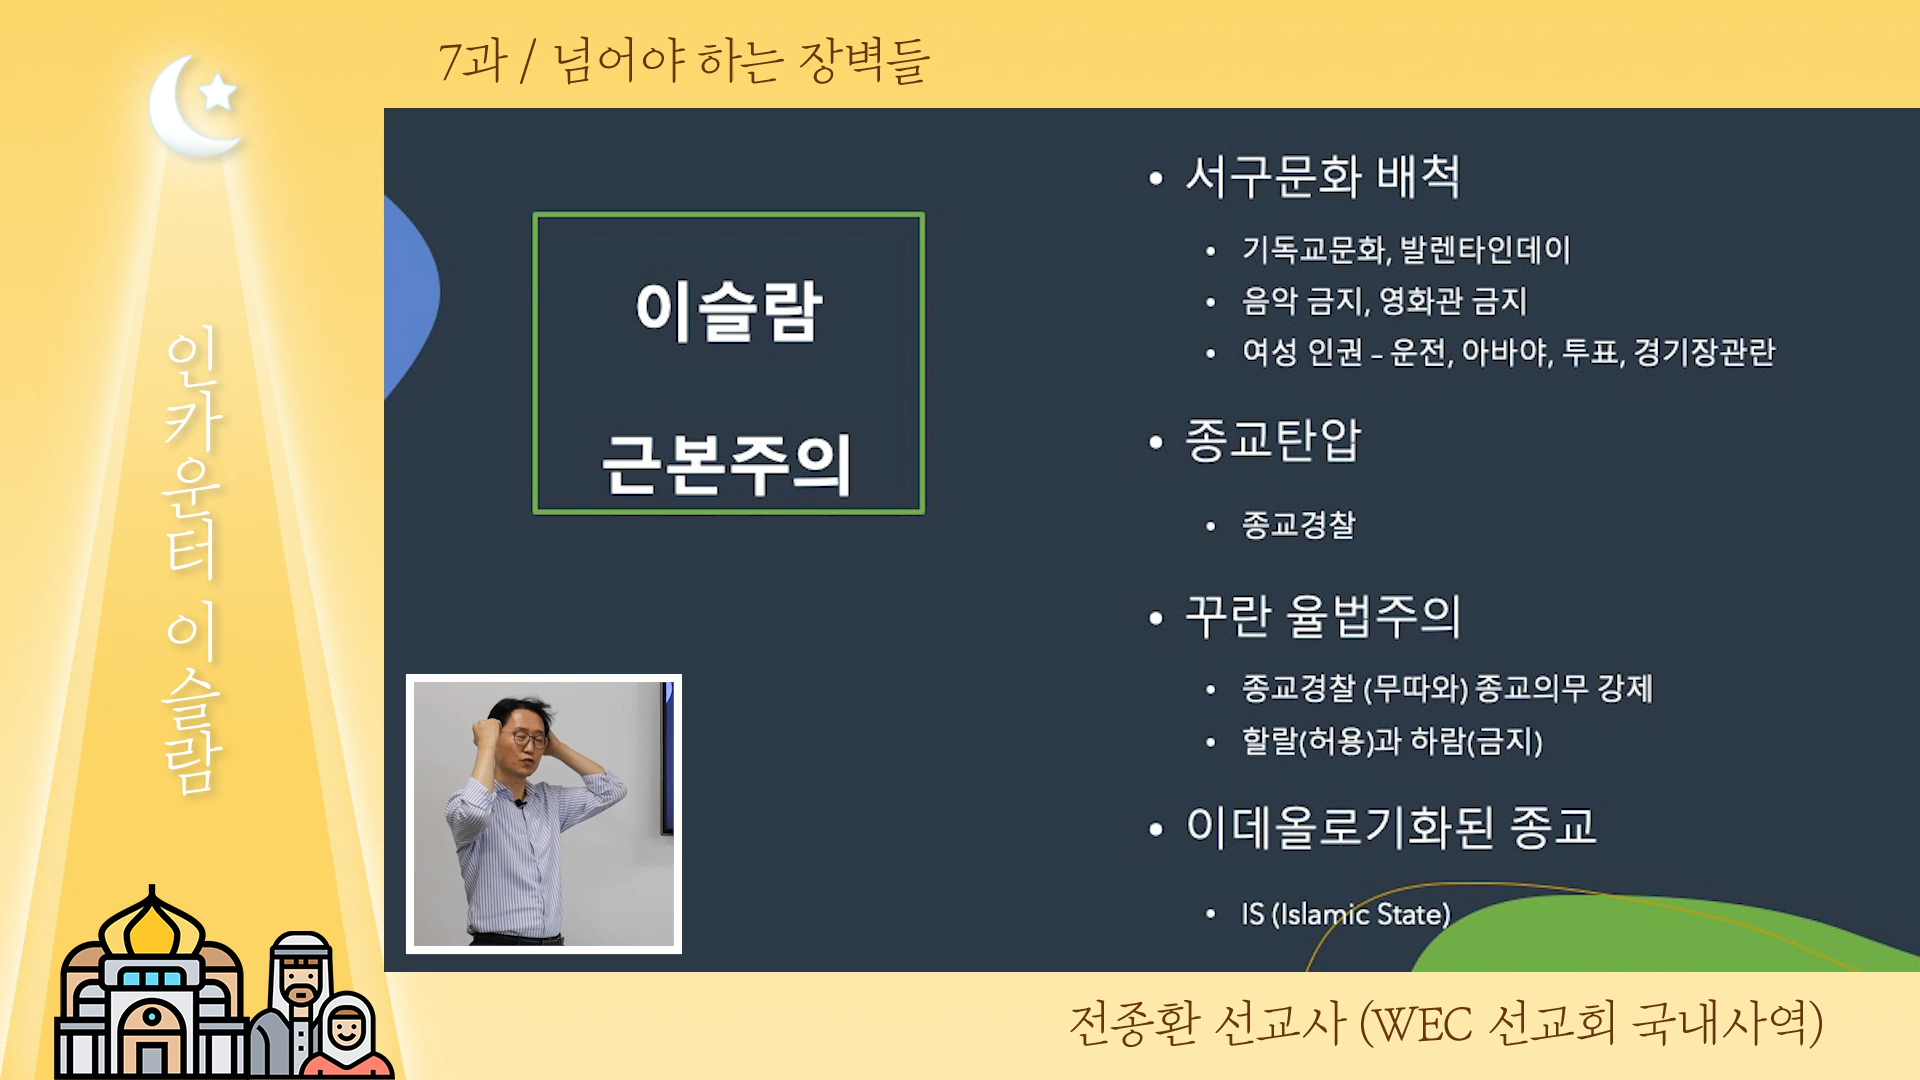 7과 / 넘어야 하는 장벽들
인카운터 이슬람
이슬람
근본주의
• 서구문화 배척
• 기독교문화, 발렌타인데이
• 음악 금지, 영화관 금지
• 여성 인권 – 운전, 아바야, 투표, 경기장관란
• 종교탄압
• 종교경찰
• 꾸란 율법주의
• 종교경찰 (무따와) 종교의무 강제
• 할랄(허용)과 하람(금지)
• 이데올로기화된 종교
• IS (Islamic State)
전종환 선교사 (WEC 선교회 국내사역)